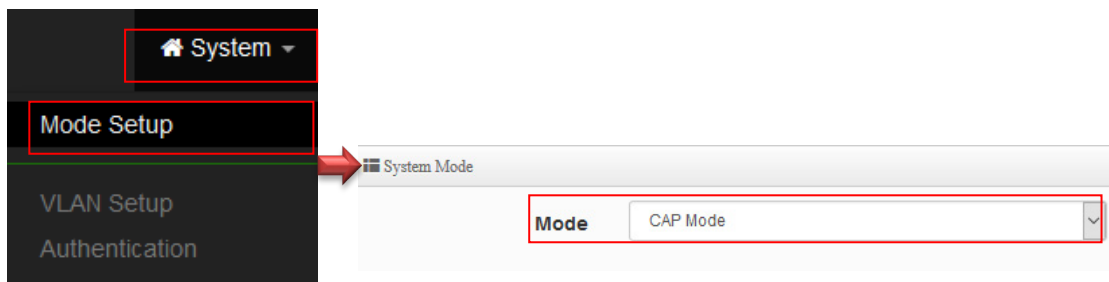 System
Mode Setup
VLAN Setup
Authentication
System Mode
Mode
CAP Mode